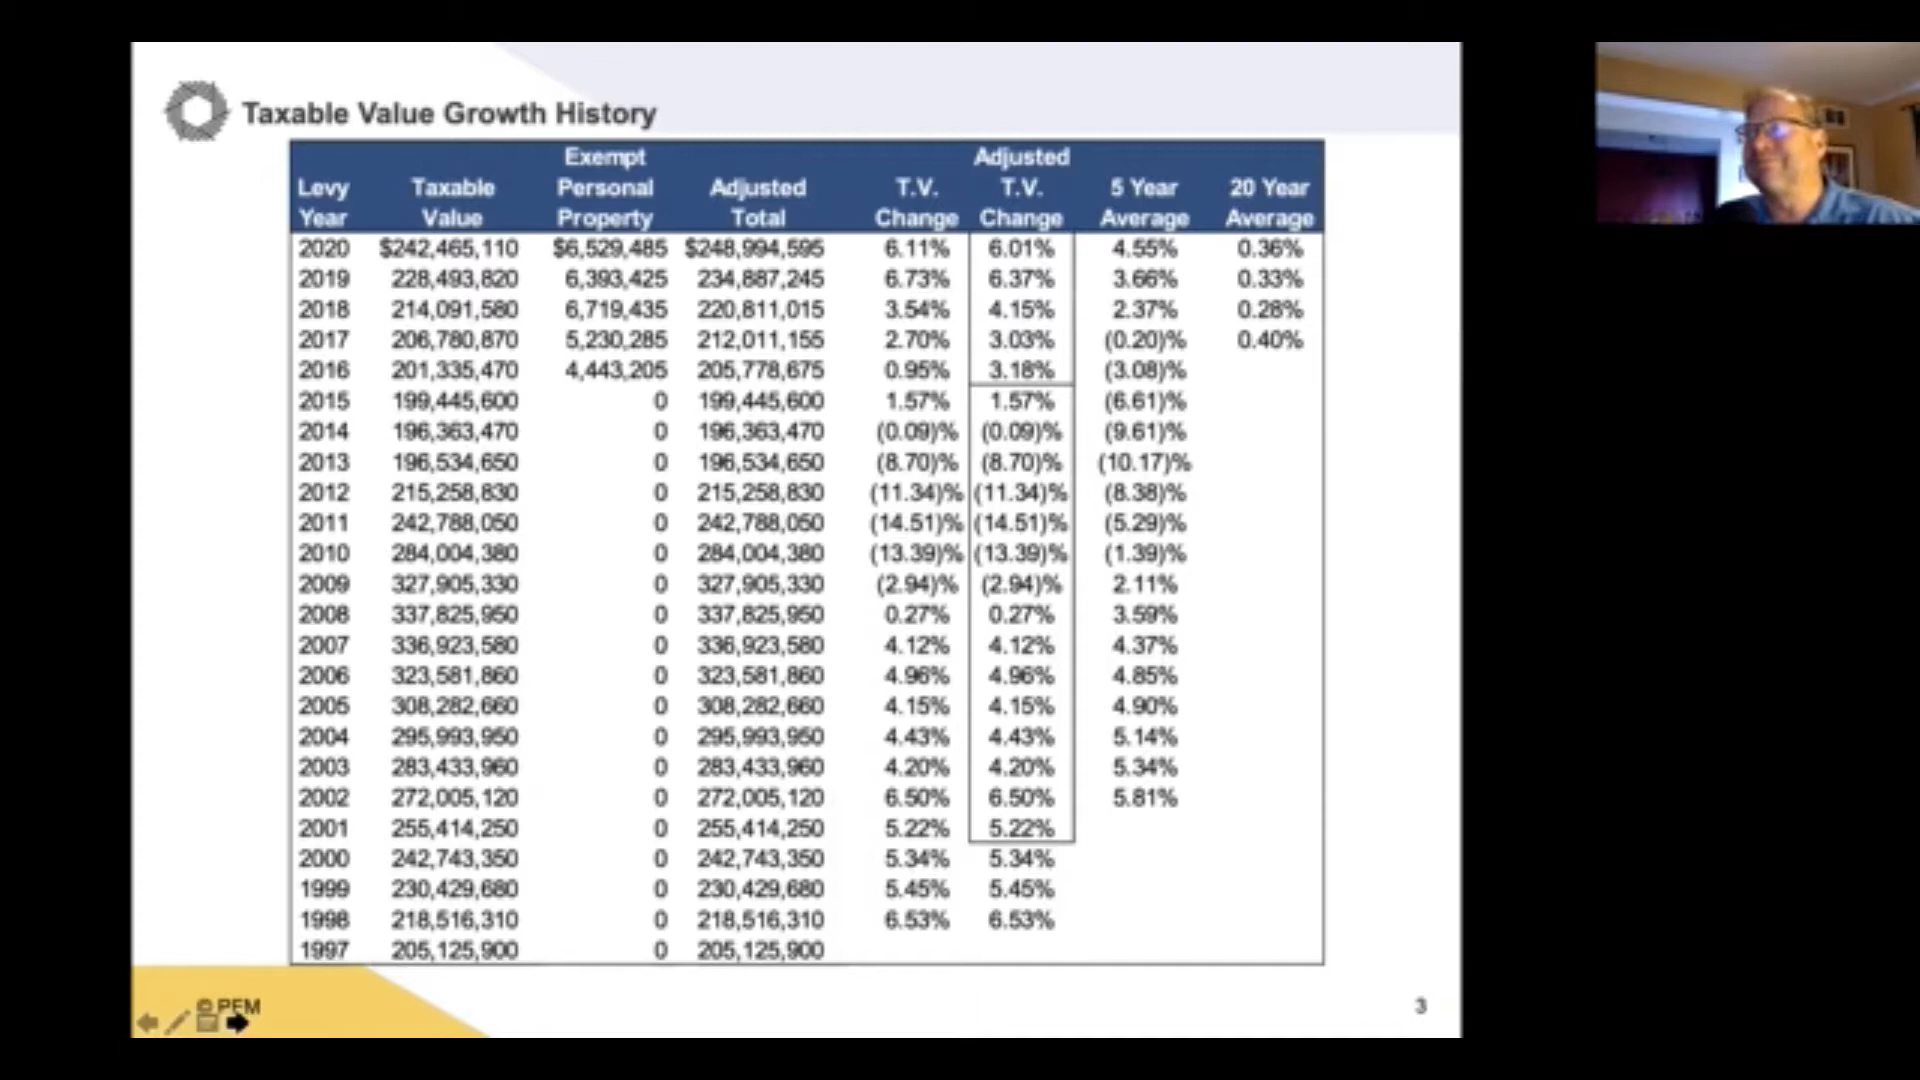 Taxable Value Growth History
Exempt Adjusted
Levy Taxable Personal Adjusted T.V. T.V. 5 Year 20 Year
Year Value Property Total Change Change Average Average
2020 $242,465,110 $6,529,485 $248,994,595 6.11% 6.01% 4.55% 0.36%
2019 228,493,820 6,393,425 234,887,245 6.73% 6.37% 3.66% 0.33%
2018 214,091,580 6,719,435 220,811,015 3.54% 4.15% 2.37% 0.28%
2017 206,780,870 5,230,285 212,011,155 2.70% 3.03% (0.20)% 0.40%
2016 201,335,470 4,443,205 205,778,675 0.95% 3.18% (3.08)%
2015 199,445,600 0 199,445,600 1.57% 1.57% (6.61)%
2014 196,363,470 0 196,363,470 (0.09)% (0.09)% (9.61)%
2013 196,534,650 0 196,534,650 (8.70)% (8.70)% (10.17)%
2012 215,258,830 0 215,258,830 (11.34)% (11.34)% (8.38)%
2011 242,788,050 0 242,788,050 (14.51)% (14.51)% (5.29)%
2010 284,004,380 0 284,004,380 (13.39)% (13.39)% (1.39)%
2009 327,905,330 0 327,905,330 (2.94)% (2.94)% 2.11%
2008 337,825,950 0 337,825,950 0.27% 0.27% 3.59%
2007 336,923,580 0 336,923,580 4.12% 4.12% 4.37%
2006 323,581,860 0 323,581,860 4.96% 4.96% 4.85%
2005 308,282,660 0 308,282,660 4.15% 4.15% 4.90%
2004 295,993,950 0 295,993,950 4.43% 4.43% 5.14%
2003 283,433,960 0 283,433,960 4.20% 4.20% 5.34%
2002 272,005,120 0 272,005,120 6.50% 6.50% 5.81%
2001 255,414,250 0 255,414,250 5.22% 5.22%
2000 242,743,350 0 242,743,350 5.34% 5.34%
1999 230,429,680 0 230,429,680 5.45% 5.45%
1998 218,516,310 0 218,516,310 6.53% 6.53%
1997 205,125,900 0 205,125,900
© PFM
3